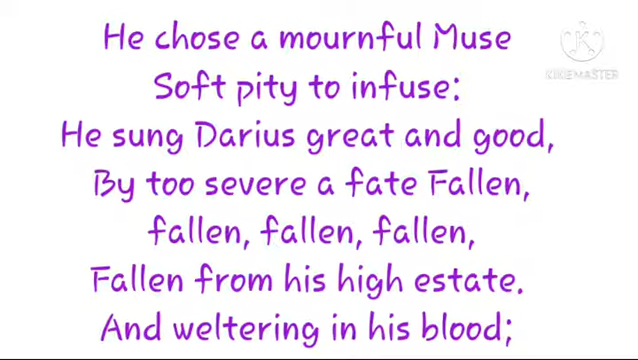 He chose a mournful Muse
Soft pity to infuse:
He sung Darius great and good,
By too severe a fate Fallen,
fallen, fallen, fallen,
Fallen from his high estate.
And weltering in his blood;
KINEMASTER